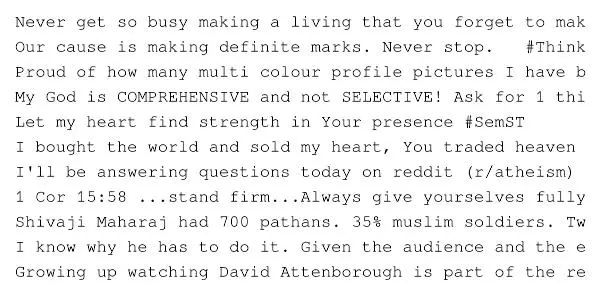 Never get so busy making a living that you forget to mak
Our cause is making definite marks. Never stop.   #Think
Proud of how many multi colour profile pictures I have b
My God is COMPREHENSIVE and not SELECTIVE! Ask for 1 thi
Let my heart find strength in Your presence #SemST
I bought the world and sold my heart, You traded heaven
I'll be answering questions today on reddit (r/atheism)
1 Cor 15:58 ...stand firm...Always give yourselves fully
Shivaji Maharaj had 700 pathans. 35% muslim soldiers. Tw
I know why he has to do it. Given the audience and the e
Growing up watching David Attenborough is part of the re